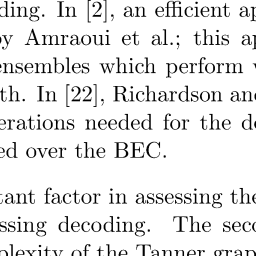 ding. In [2], an efficient ap
by Amraoui et al.; this ap
ensembles which perform
th. In [22], Richardson an
erations needed for the d
ed over the BEC.
tant factor in assessing the
ssing decoding. The seco
plexity of the Tanner grap